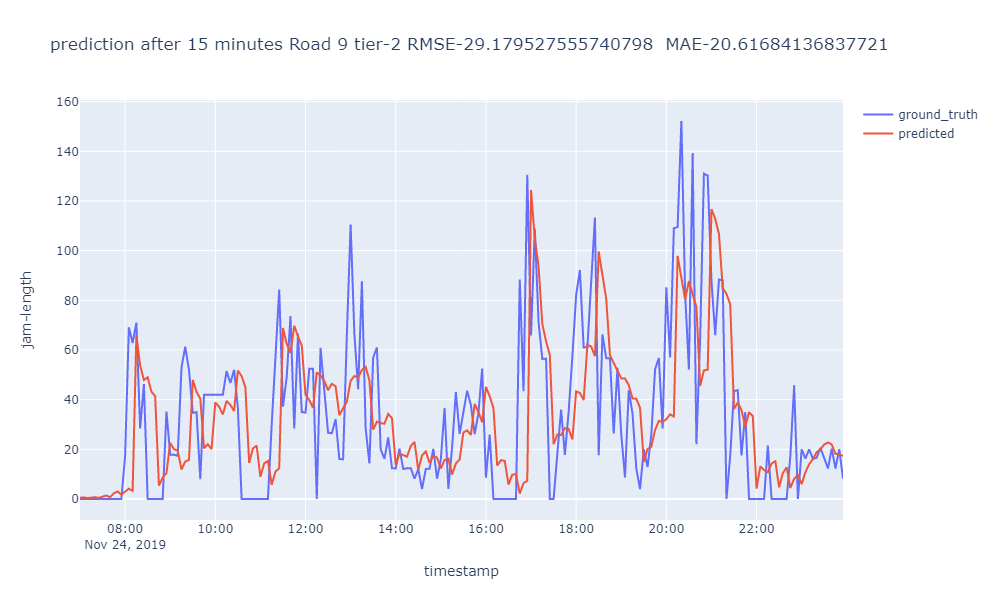 prediction after 15 minutes Road 9 tier-2 RMSE-29.179527555740798  MAE-20.61684136837721
ground_truth
predicted
jam-length
160
140
120
100
80
60
40
20
0
08:00
10:00
12:00
14:00
16:00
18:00
20:00
22:00
Nov 24, 2019
timestamp